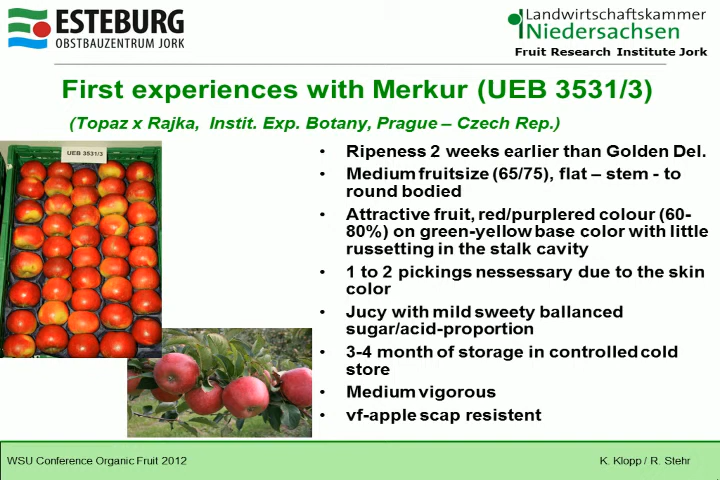 ESTEBURG
OBSTBAUZENTRUM JORK
Landwirtschaftskammer
Niedersachsen
Fruit Research Institute Jork
First experiences with Merkur (UEB 3531/3)
(Topaz x Rajka, Instit. Exp. Botany, Prague – Czech Rep.)
UEB 3531/3
• Ripeness 2 weeks earlier than Golden Del.
• Medium fruitsize (65/75), flat – stem - to
round bodied
• Attractive fruit, red/purplered colour (60-
80%) on green-yellow base color with little
russetting in the stalk cavity
• 1 to 2 pickings nessessary due to the skin
color
• Jucy with mild sweety ballanced
sugar/acid-proportion
• 3-4 month of storage in controlled cold
store
• Medium vigorous
• vf-apple scap resistent
WSU Conference Organic Fruit 2012
K. Klopp / R. Stehr